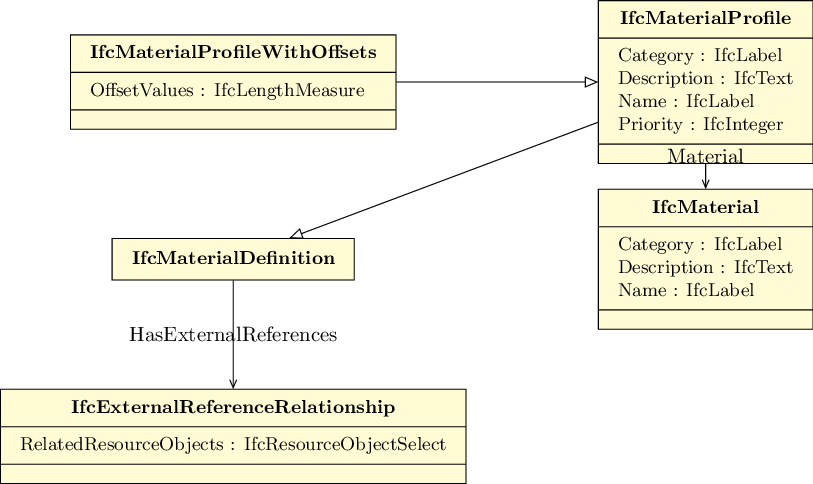 IfcMaterialProfileWithOffsets
OffsetValues : IfcLengthMeasure
IfcMaterialProfile
Category : IfcLabel
Description : IfcText
Name : IfcLabel
Priority : IfcInteger
Material
IfcMaterial
Category : IfcLabel
Description : IfcText
Name : IfcLabel
IfcMaterialDefinition
HasExternalReferences
IfcExternalReferenceRelationship
RelatedResourceObjects : IfcResourceObjectSelect